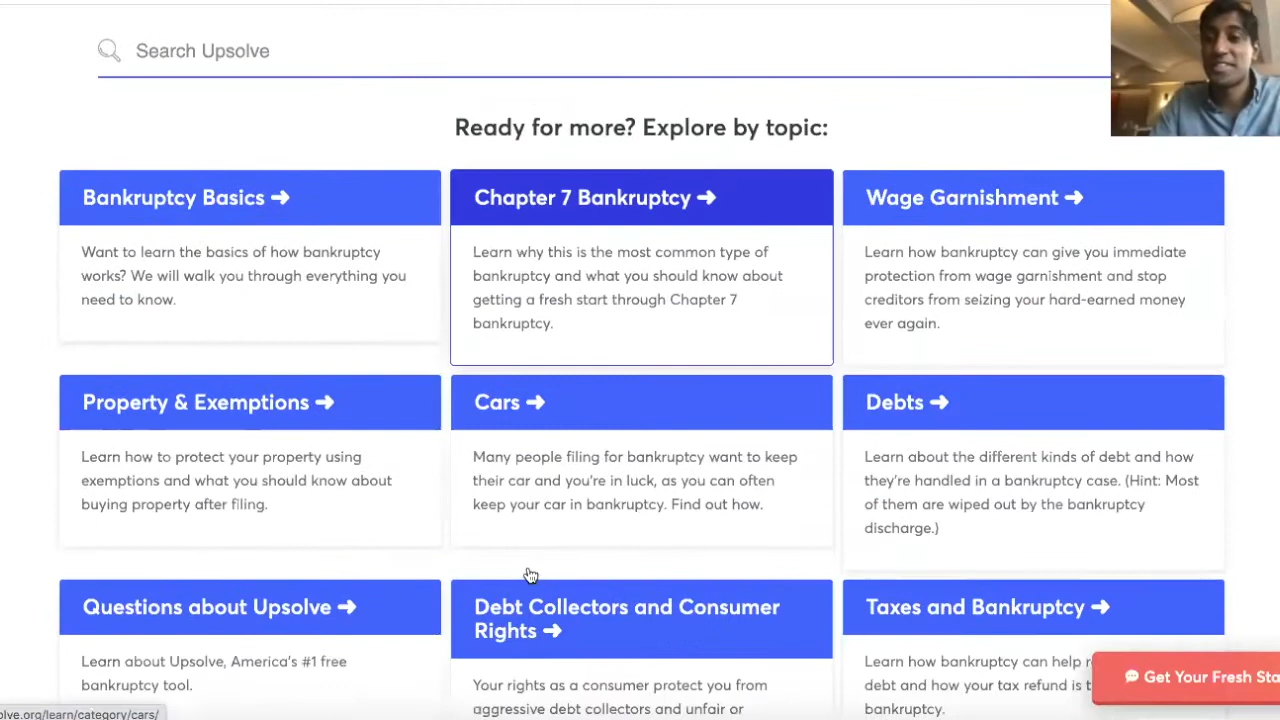 Search Upsolve
Ready for more? Explore by topic:
Bankruptcy Basics ➜
Want to learn the basics of how bankruptcy
works? We will walk you through everything you
need to know.
Chapter 7 Bankruptcy ➜
Learn why this is the most common type of
bankruptcy and what you should know about
getting a fresh start through Chapter 7
bankruptcy.
Wage Garnishment ➜
Learn how bankruptcy can give you immediate
protection from wage garnishment and stop
creditors from seizing your hard-earned money
ever again.
Property & Exemptions ➜
Learn how to protect your property using
exemptions and what you should know about
buying property after filing.
Cars ➜
Many people filing for bankruptcy want to keep
their car and you're in luck, as you can often
keep your car in bankruptcy. Find out how.
Debts ➜
Learn about the different kinds of debt and how
they're handled in a bankruptcy case. (Hint: Most
of them are wiped out by the bankruptcy
discharge.)
Questions about Upsolve ➜
Learn about Upsolve, America's #1 free
bankruptcy tool.
Debt Collectors and Consumer
Rights ➜
Your rights as a consumer protect you from
aggressive debt collectors and unfair or
Taxes and Bankruptcy ➜
Learn how bankruptcy can help
debt and how your tax refund is
bankruptcy.
Get Your Fresh Sta
olve.org/learn/category/cars/